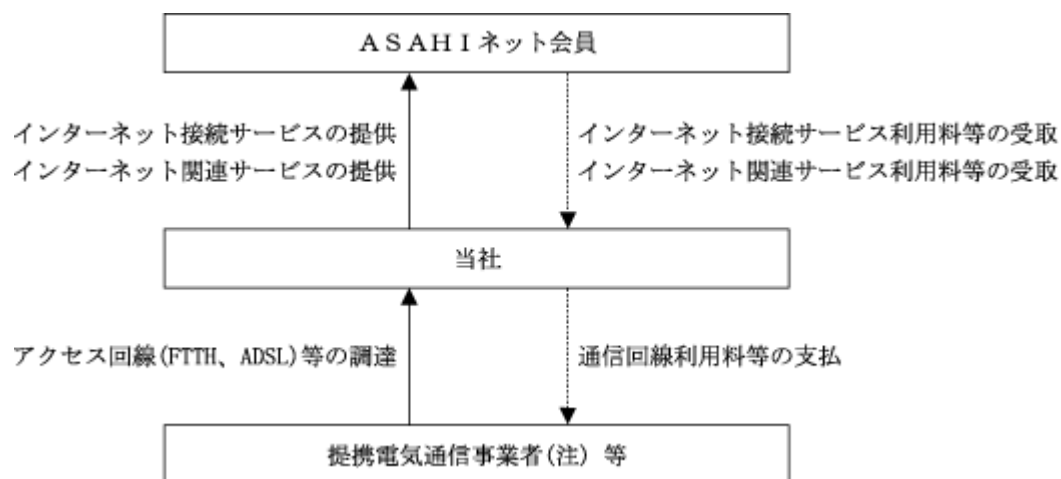 ＡＳＡＨＩネット会員
インターネット接続サービスの提供
インターネット関連サービスの提供
インターネット接続サービス利用料等の受取
インターネット関連サービス利用料等の受取
当社
アクセス回線(FTTH、ADSL)等の調達
通信回線利用料等の支払
提携電気通信事業者(注) 等